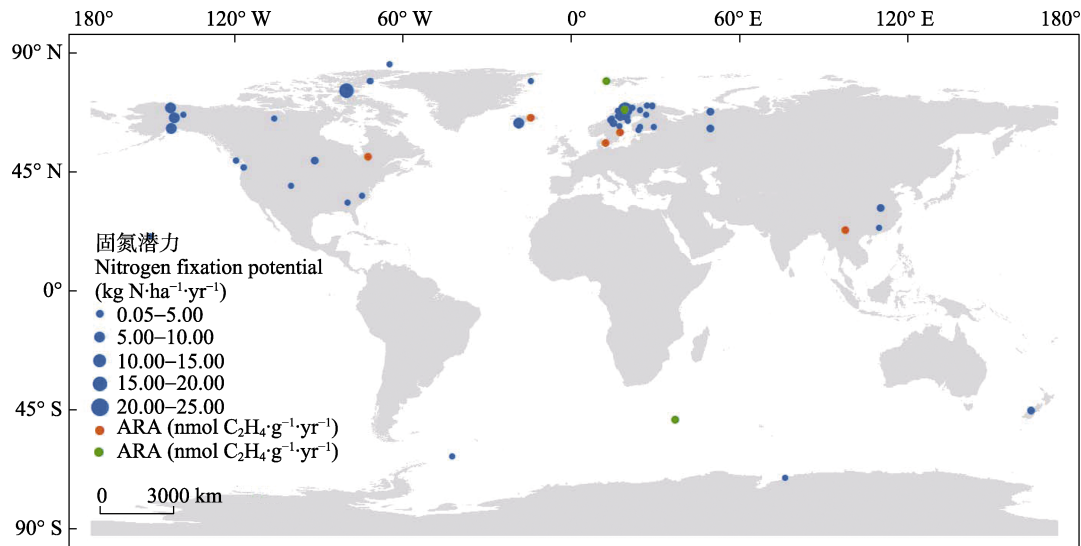 180° 120° W 60° W 0° 60° E 120° E 180°
90° N
45° N
0°
45° S
90° S
固氮潜力
Nitrogen fixation potential
(kg N·ha⁻¹·yr⁻¹)
0.05–5.00
5.00–10.00
10.00–15.00
15.00–20.00
20.00–25.00
ARA (nmol C₂H₄·g⁻¹·yr⁻¹)
ARA (nmol C₂H₄·g⁻¹·yr⁻¹)
0 3000 km